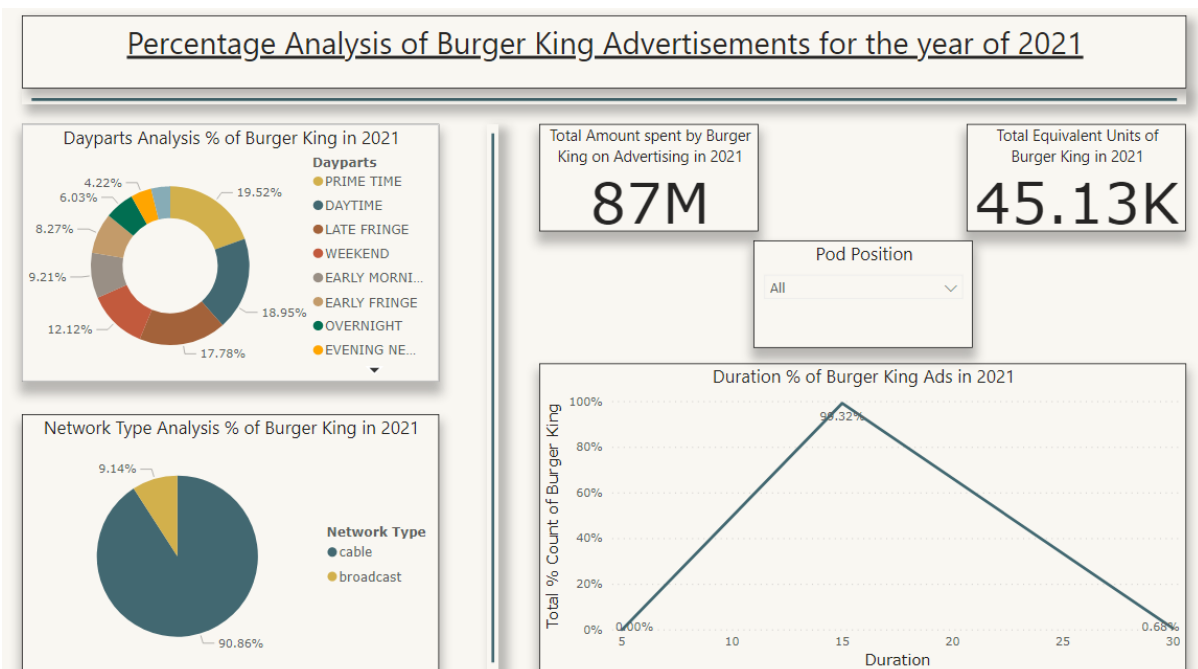 Percentage Analysis of Burger King Advertisements for the year of 2021
Dayparts Analysis % of Burger King in 2021
Dayparts
PRIME TIME
DAYTIME
LATE FRINGE
WEEKEND
EARLY MORNI...
EARLY FRINGE
OVERNIGHT
EVENING NE...
19.52%
18.95%
17.78%
12.12%
9.21%
8.27%
6.03%
4.22%
Network Type Analysis % of Burger King in 2021
9.14%
90.86%
Network Type
cable
broadcast
Total Amount spent by Burger
King on Advertising in 2021
87M
Total Equivalent Units of
Burger King in 2021
45.13K
Pod Position
All
Duration % of Burger King Ads in 2021
Total % Count of Burger King
100%
80%
60%
40%
20%
0%
0.00%
99.32%
0.68%
5
10
15
20
25
30
Duration